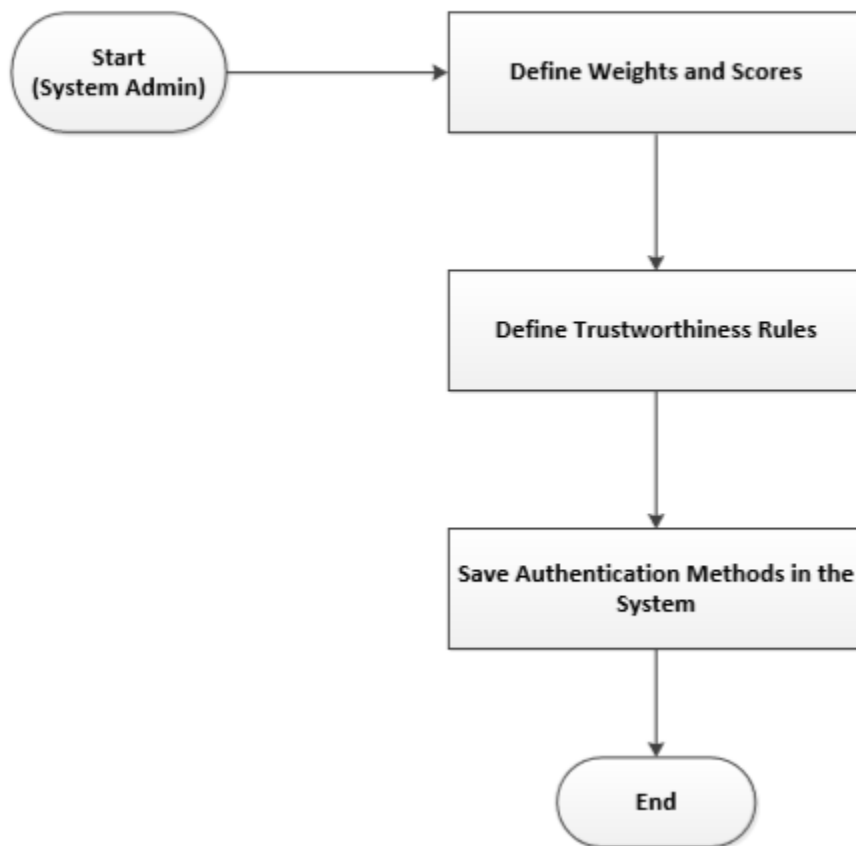 Start
(System Admin)
Define Weights and Scores
Define Trustworthiness Rules
Save Authentication Methods in the
System
End